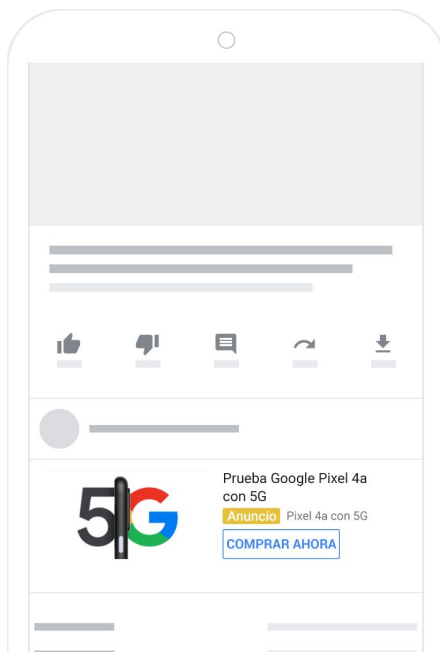 5G
Prueba Google Pixel 4a
con 5G
Anuncio Pixel 4a con 5G
COMPRAR AHORA